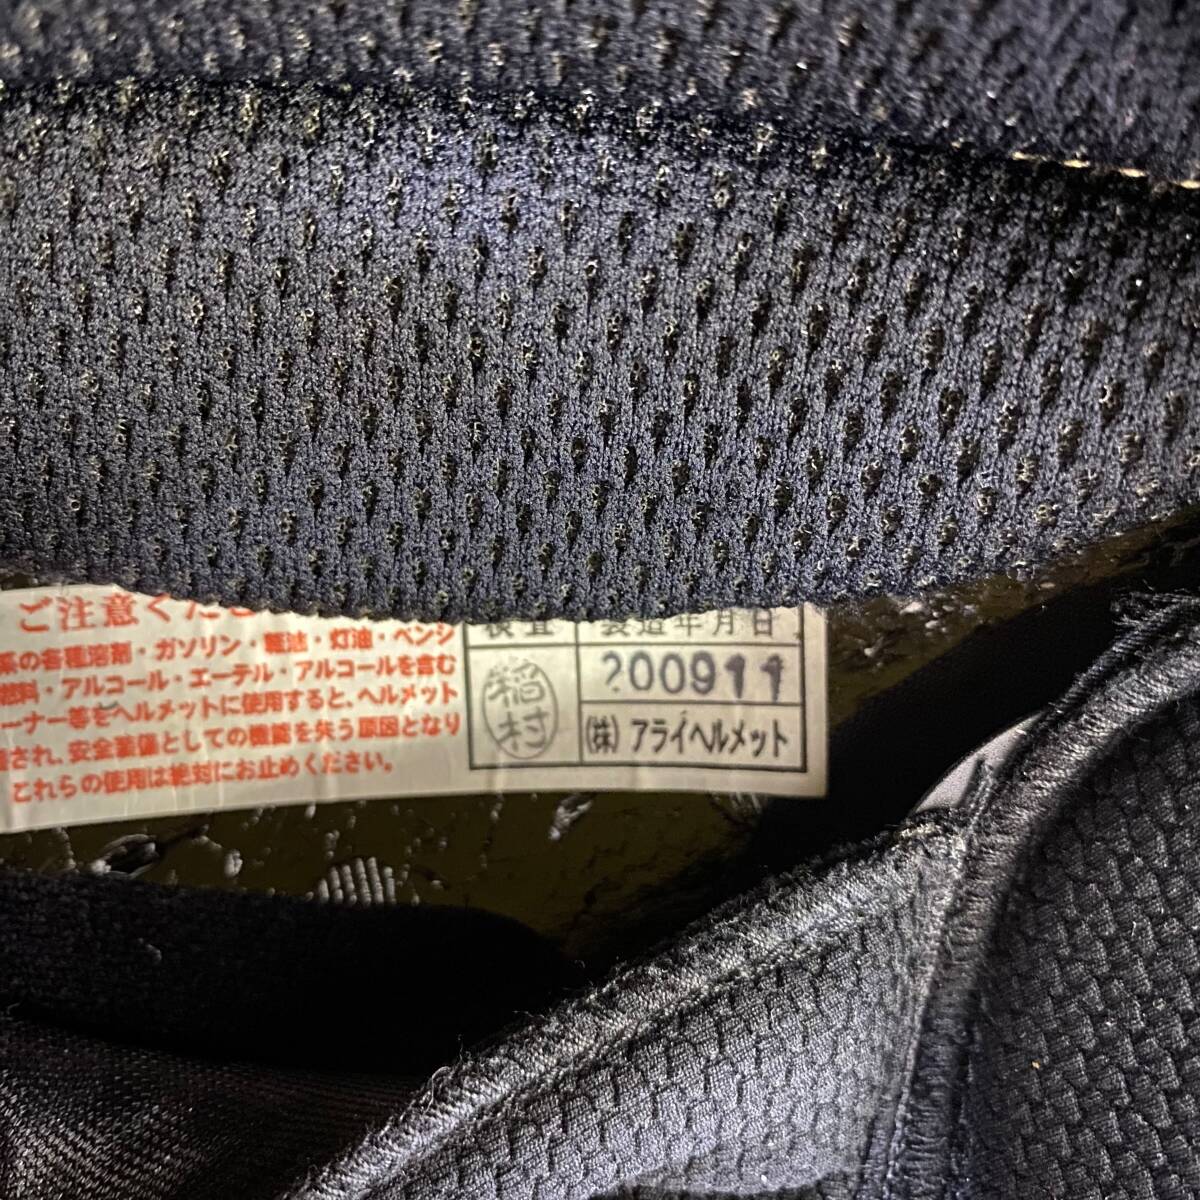 ご注意くださ
系の各種溶剤・ガソリン・軽油・灯油・ベンジ
燃料・アルコール・エーテル・アルコールを含む
ーナー等をヘルメットに使用すると、ヘルメット
され、安全装備としての機能を失う原因となり
これらの使用は絶対にお止めください。
検査 製造年月日
稲村
200911
(株) アライヘルメット